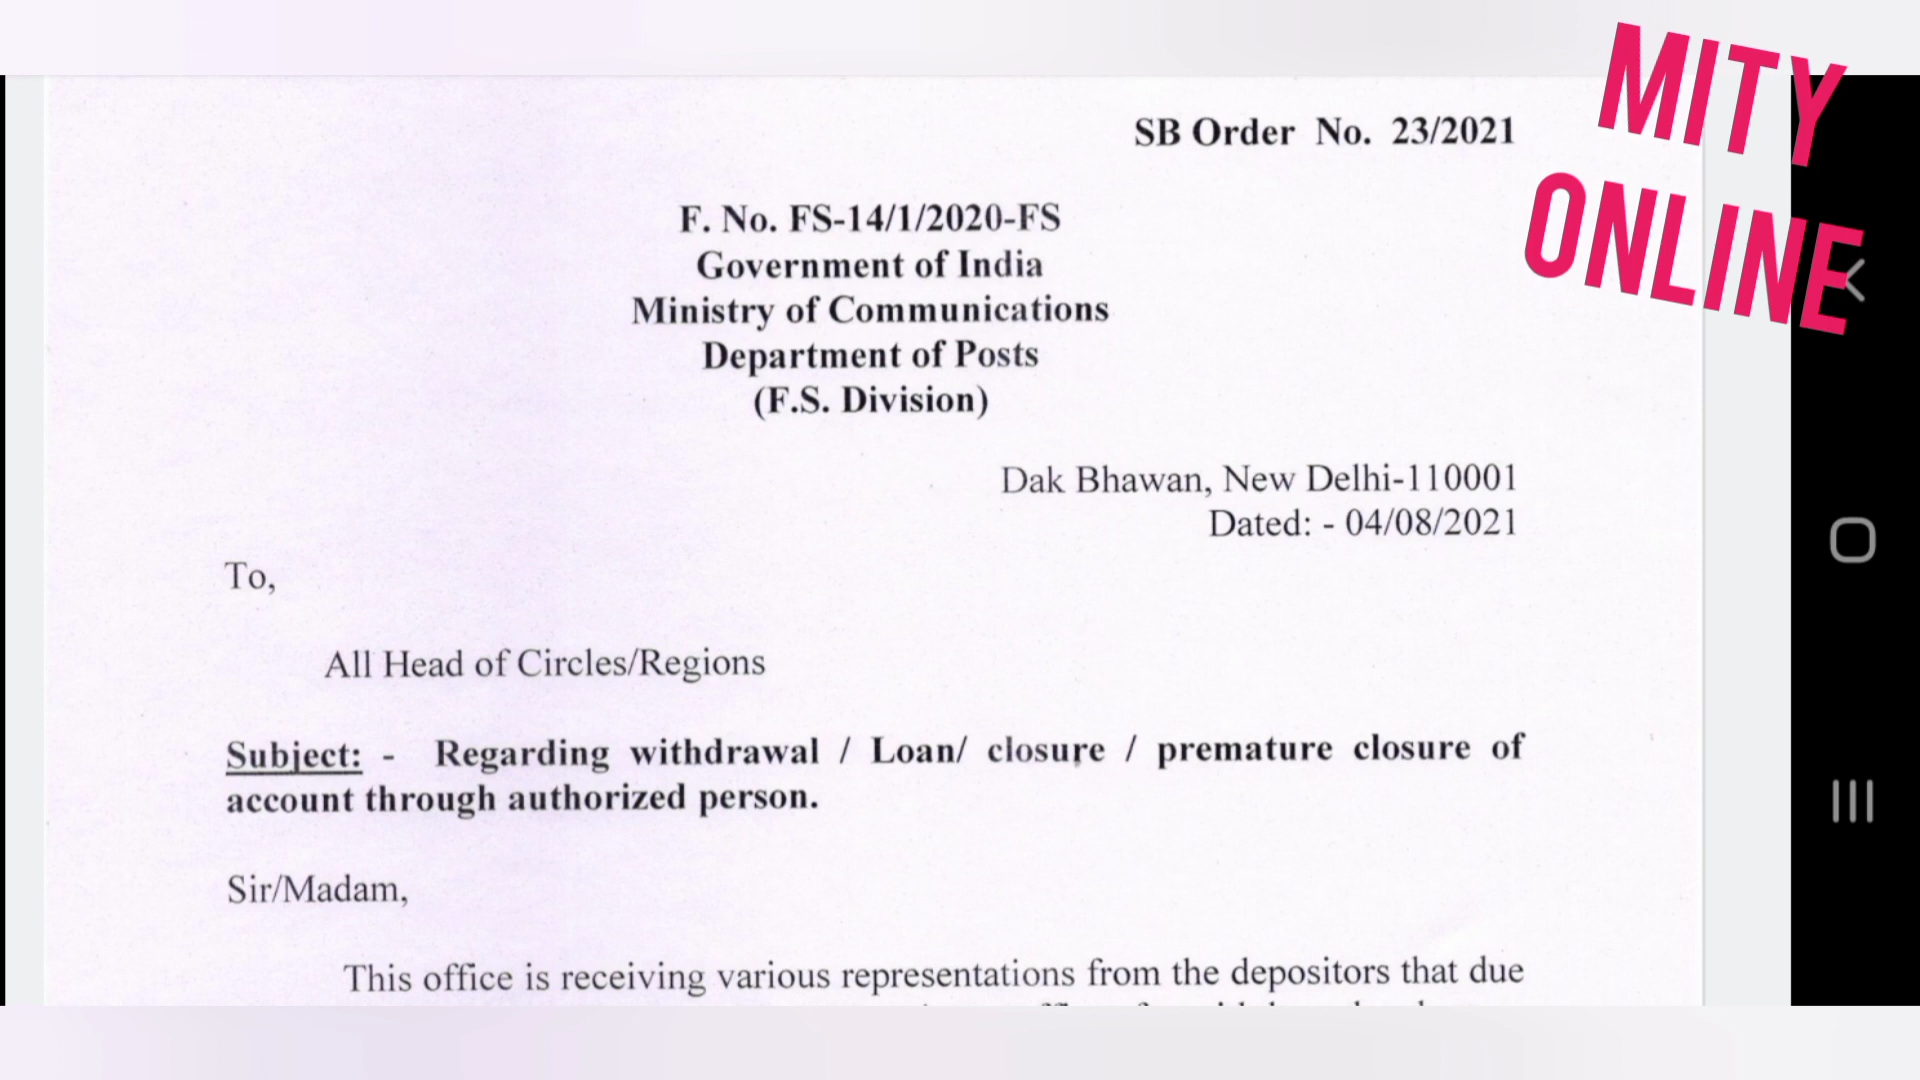 MITY
ONLINE
SB Order No. 23/2021
F. No. FS-14/1/2020-FS
Government of India
Ministry of Communications
Department of Posts
(F.S. Division)
Dak Bhawan, New Delhi-110001
Dated: - 04/08/2021
To,
All Head of Circles/Regions
Subject: - Regarding withdrawal / Loan/ closure / premature closure of
account through authorized person.
Sir/Madam,
This office is receiving various representations from the depositors that due